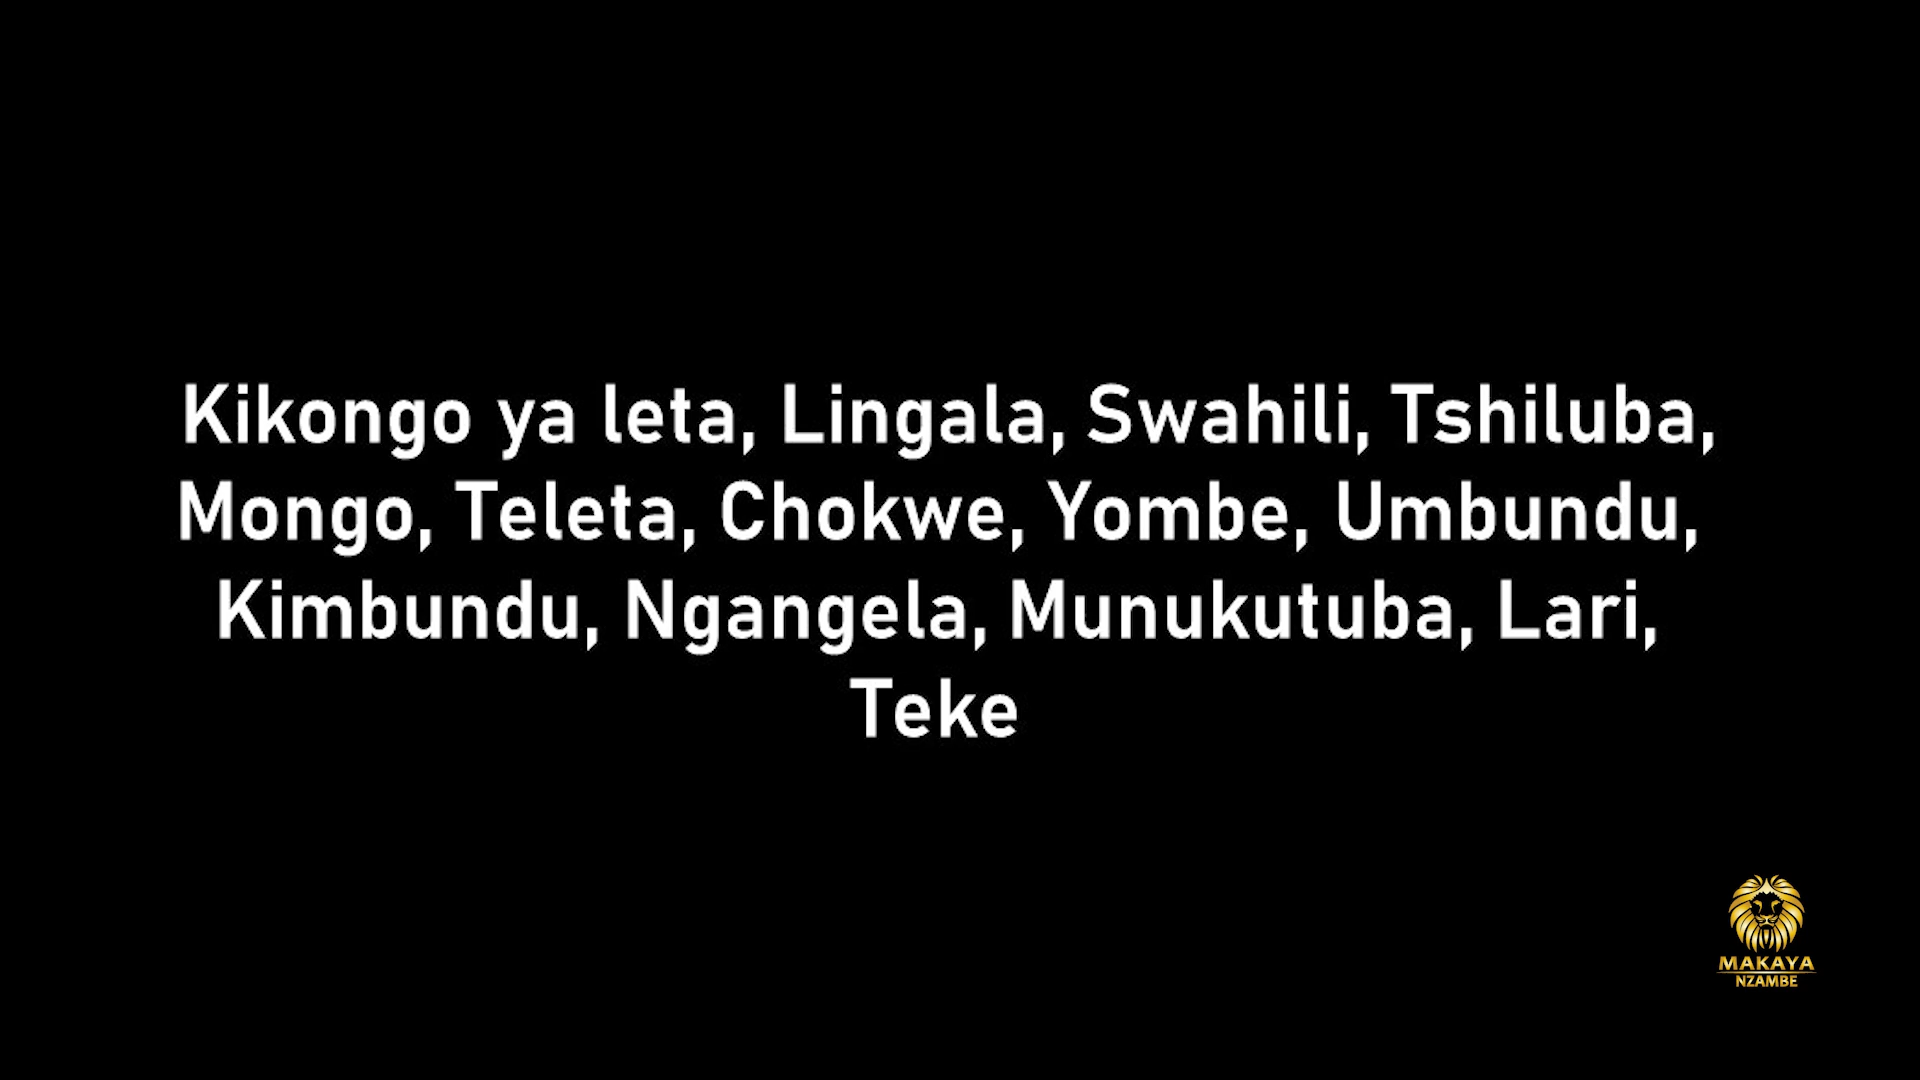 Kikongo ya leta, Lingala, Swahili, Tshiluba,
Mongo, Teleta, Chokwe, Yombe, Umbundu,
Kimbundu, Ngangela, Munukutuba, Lari,
Teke
MAKAYA
NZAMBE